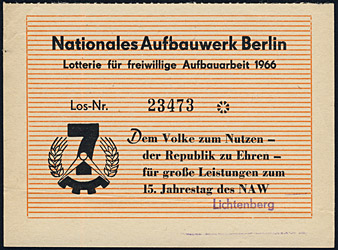 Nationales Aufbauwerk Berlin
Lotterie für freiwillige Aufbauarbeit 1966
Los-Nr. 23473
7
Dem Volke zum Nutzen –
der Republik zu Ehren –
für große Leistungen zum
15. Jahrestag des NAW
Lichtenberg